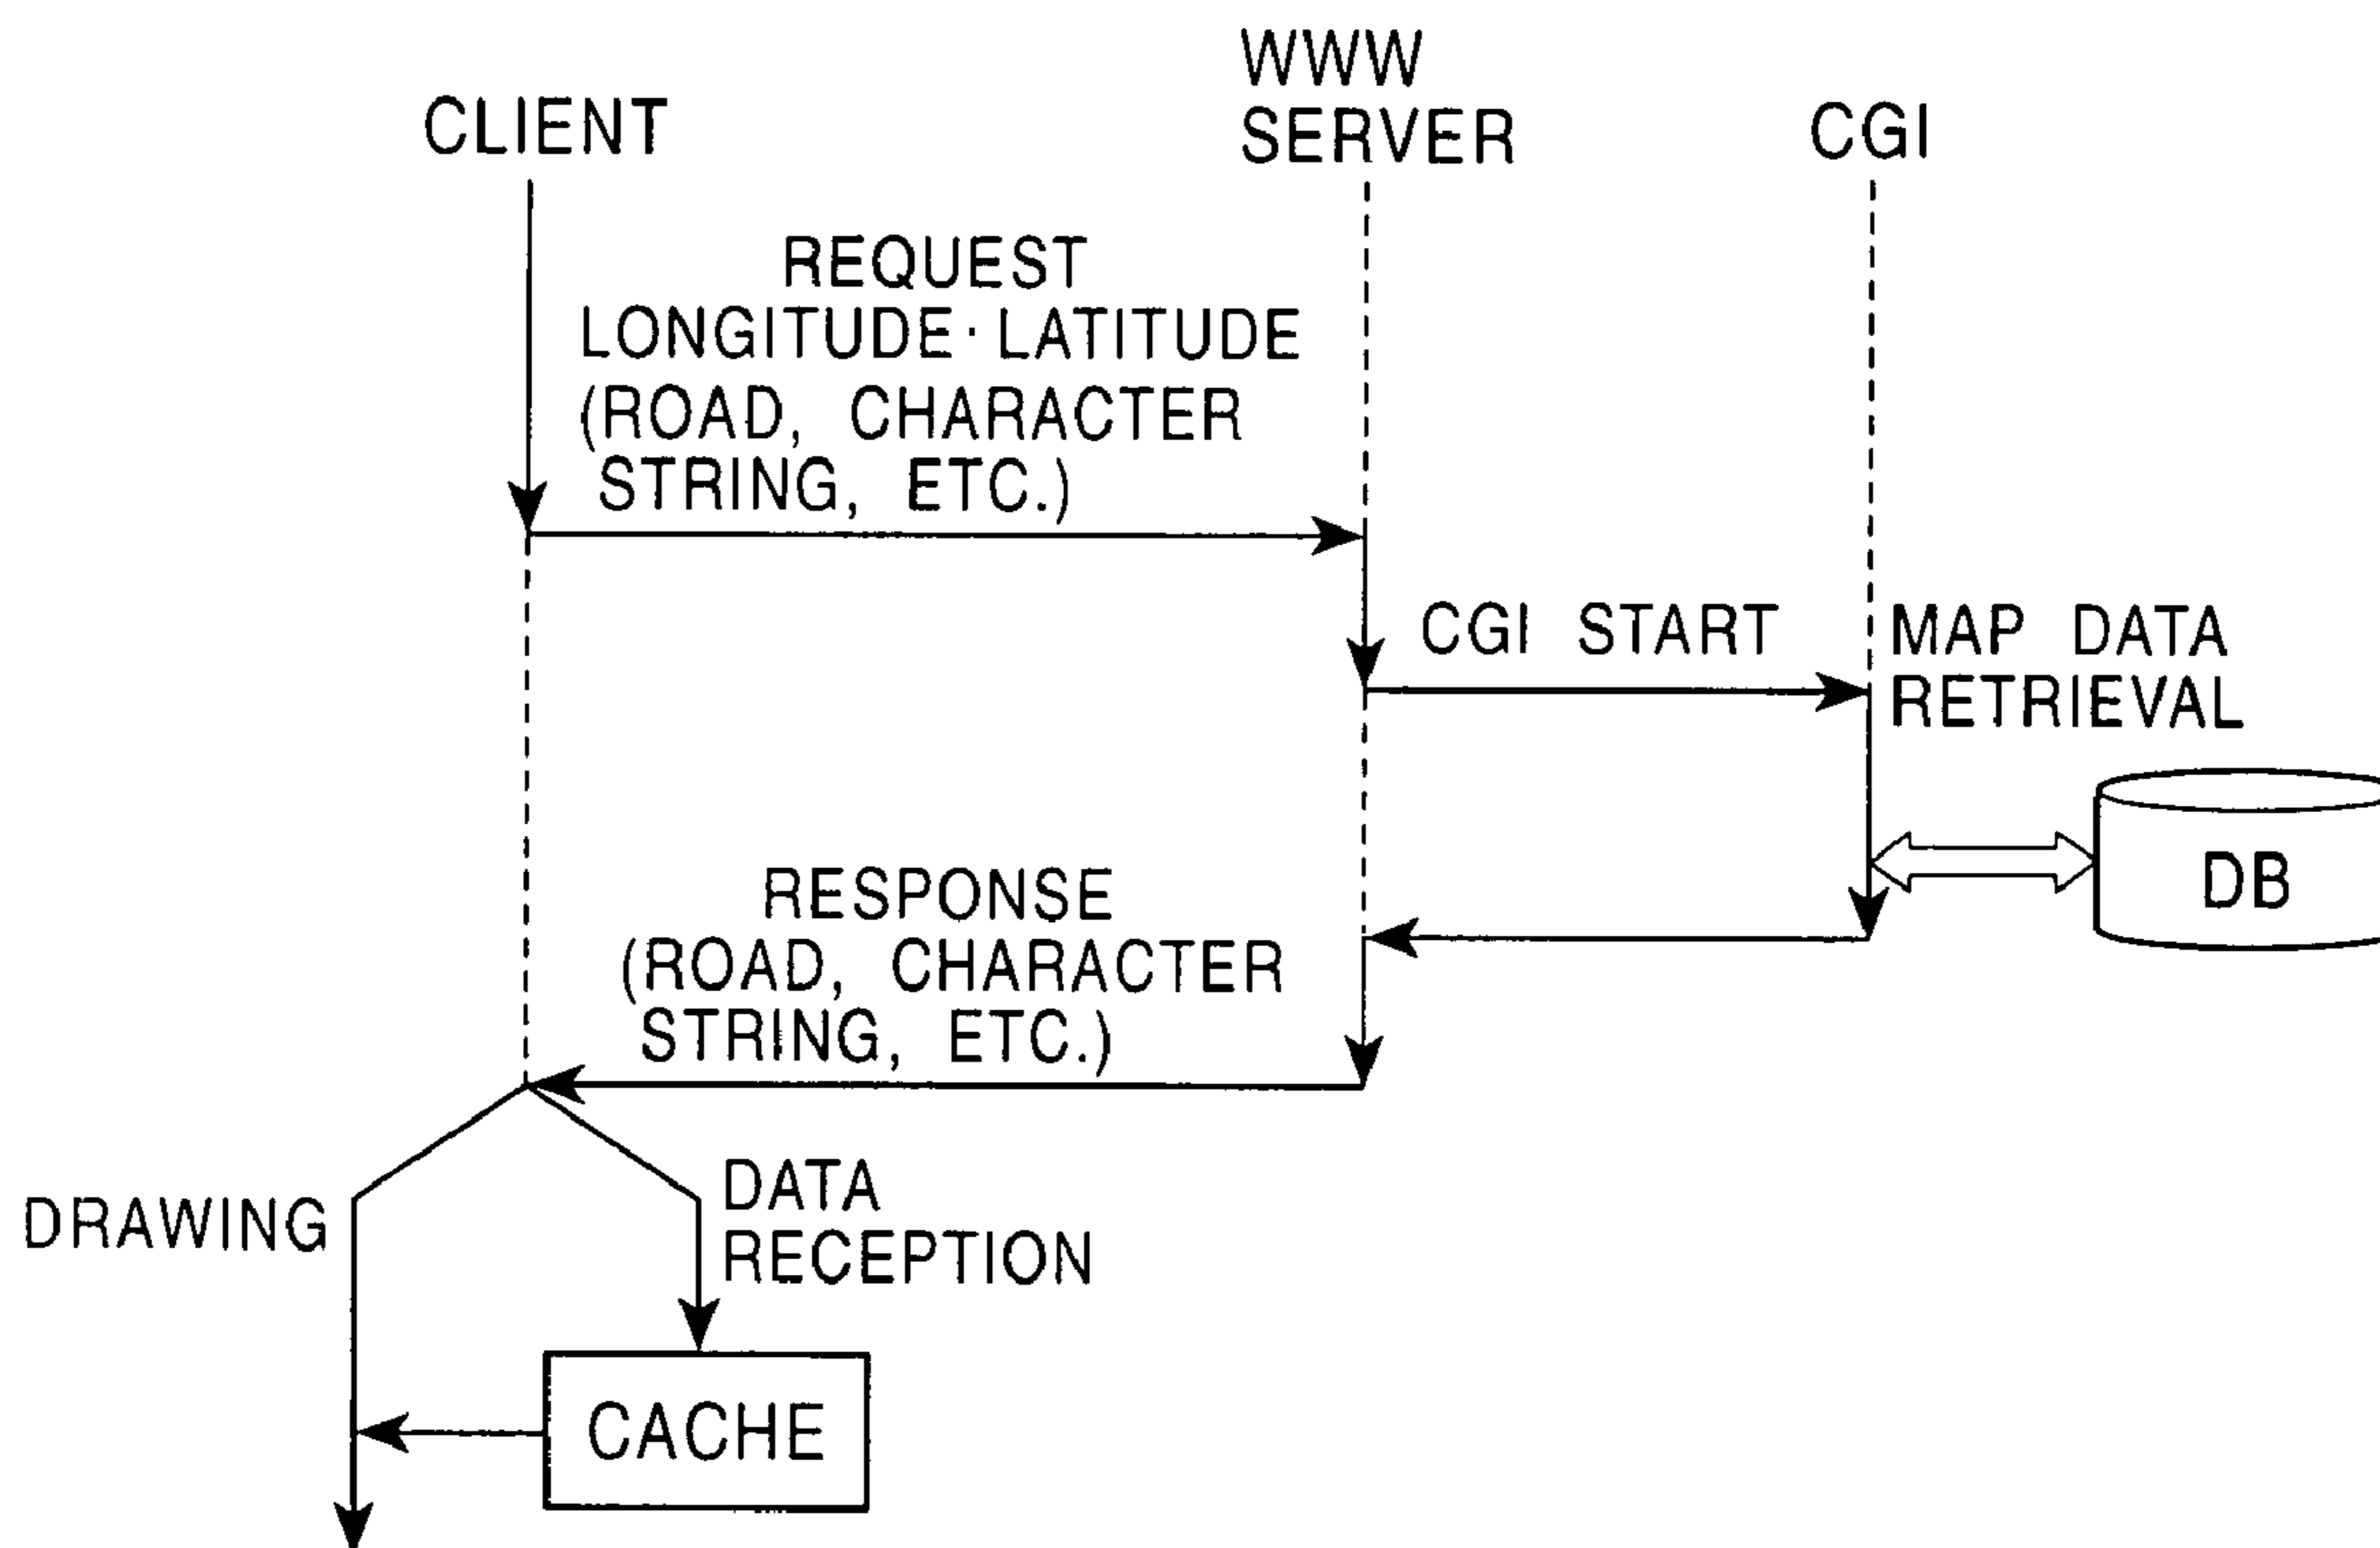 CLIENT
WWW
SERVER
CGI
REQUEST
LONGITUDE·LATITUDE
(ROAD, CHARACTER
STRING, ETC.)
CGI START
MAP DATA
RETRIEVAL
DB
RESPONSE
(ROAD, CHARACTER
STRING, ETC.)
DRAWING
DATA
RECEPTION
CACHE